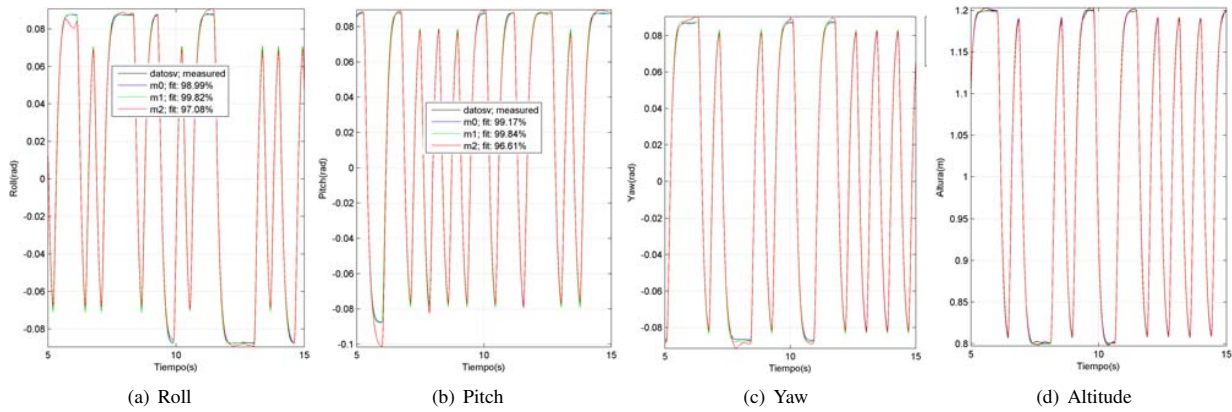 0.08
0.06
0.04
0.02
0
-0.02
-0.04
-0.06
-0.08
Roll(rad)
datosv; measured
m0; fit: 98.99%
m1; fit: 99.82%
m2; fit: 97.08%
5
10
15
Tiempo(s)
(a) Roll
0.1
0.08
0.06
0.04
0.02
0
-0.02
-0.04
-0.06
-0.08
-0.1
Pitch(rad)
datosv; measured
m0; fit: 99.17%
m1; fit: 99.84%
m2; fit: 96.61%
5
10
15
Tiempo(s)
(b) Pitch
0.08
0.06
0.04
0.02
0
-0.02
-0.04
-0.06
-0.08
Yaw(rad)
5
10
15
Tiempo(s)
(c) Yaw
1.2
1.15
1.1
1.05
1
0.95
0.9
0.85
0.8
Altura(m)
5
10
15
Tiempo(s)
(d) Altitude